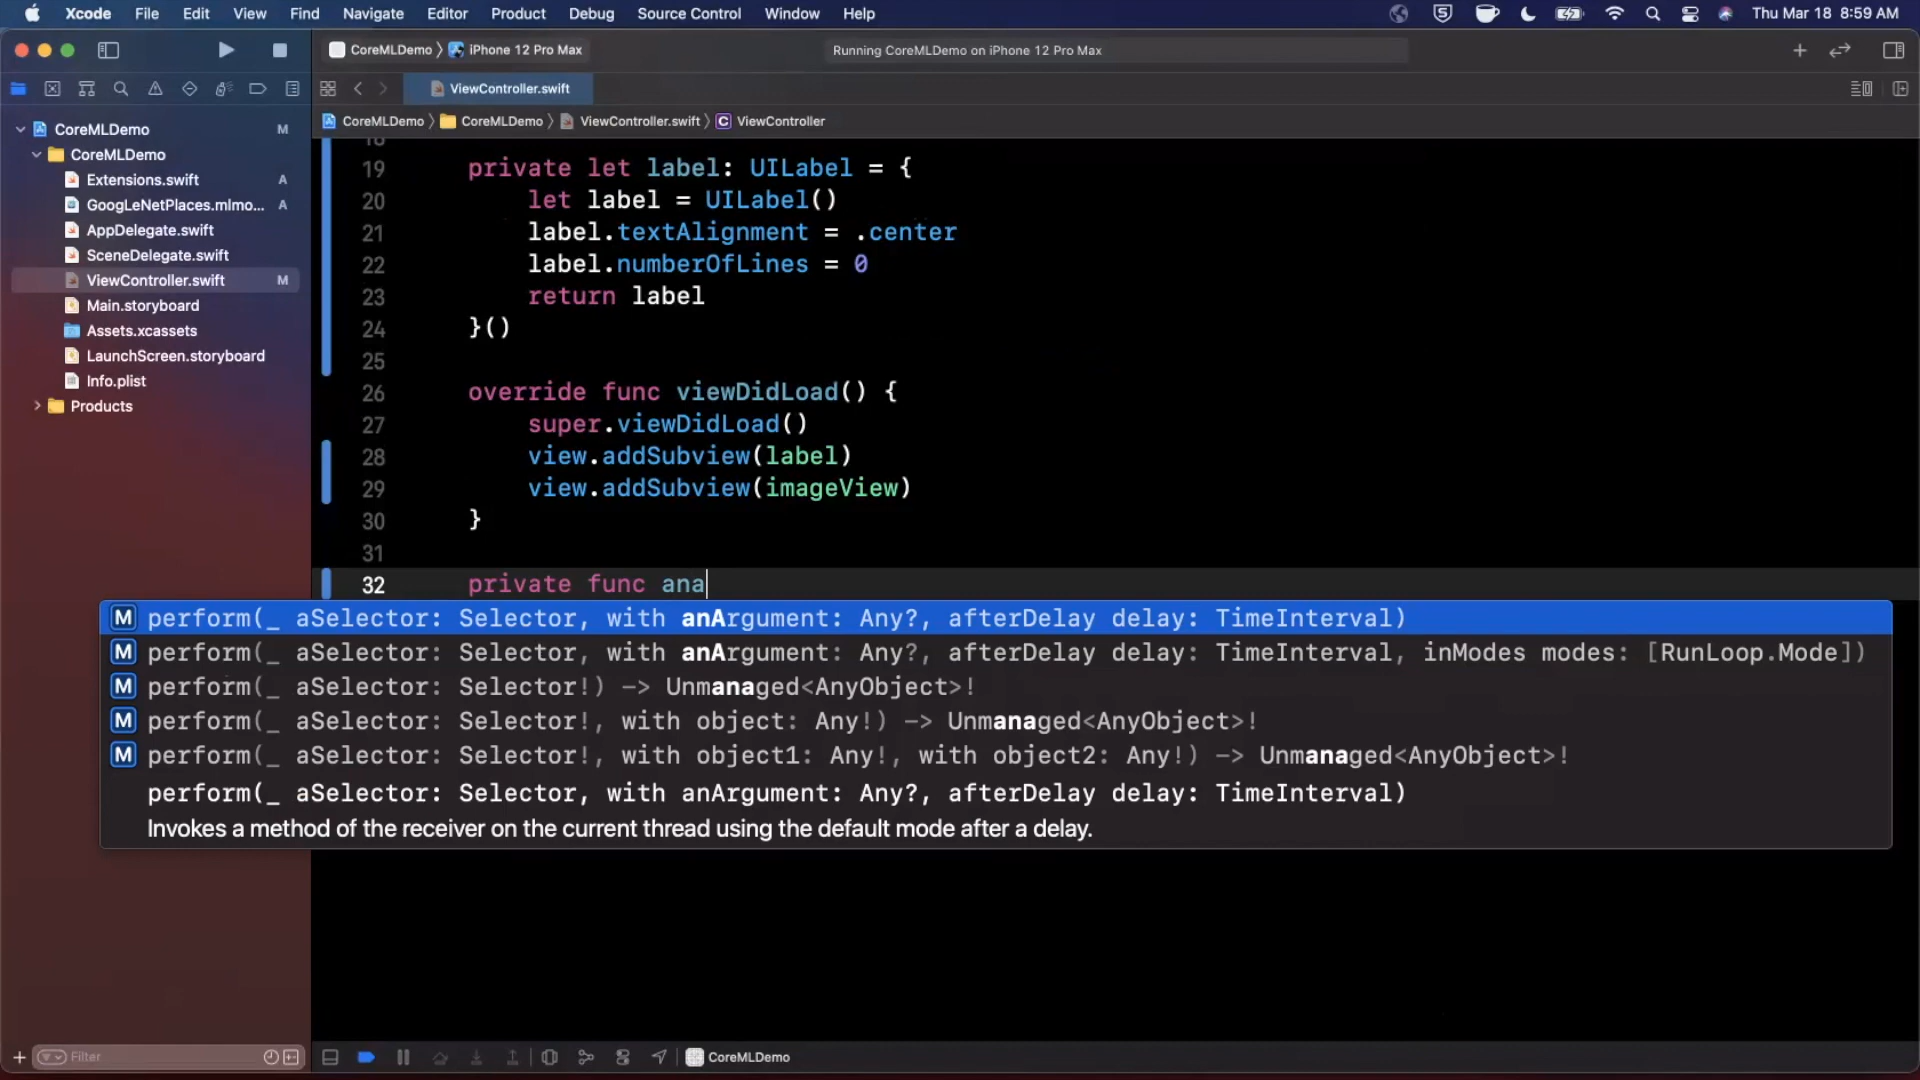 Xcode File Edit View Find Navigate Editor Product Debug Source Control Window Help Thu Mar 18 8:59 AM
CoreMLDemo iPhone 12 Pro Max Running CoreMLDemo on iPhone 12 Pro Max
ViewController.swift
CoreMLDemo CoreMLDemo ViewController.swift ViewController
CoreMLDemo M
CoreMLDemo
Extensions.swift A
GoogLeNetPlaces.mlmo... A
AppDelegate.swift
SceneDelegate.swift
ViewController.swift M
Main.storyboard
Assets.xcassets
LaunchScreen.storyboard
Info.plist
Products
18
19 private let label: UILabel = {
20 let label = UILabel()
21 label.textAlignment = .center
22 label.numberOfLines = 0
23 return label
24 }()
25
26 override func viewDidLoad() {
27 super.viewDidLoad()
28 view.addSubview(label)
29 view.addSubview(imageView)
30 }
31
32 private func ana
M perform(_ aSelector: Selector, with anArgument: Any?, afterDelay delay: TimeInterval)
M perform(_ aSelector: Selector, with anArgument: Any?, afterDelay delay: TimeInterval, inModes modes: [RunLoop.Mode])
M perform(_ aSelector: Selector!) -> Unmanaged<AnyObject>!
M perform(_ aSelector: Selector!, with object: Any!) -> Unmanaged<AnyObject>!
M perform(_ aSelector: Selector!, with object1: Any!, with object2: Any!) -> Unmanaged<AnyObject>!
perform(_ aSelector: Selector, with anArgument: Any?, afterDelay delay: TimeInterval)
Invokes a method of the receiver on the current thread using the default mode after a delay.
Filter CoreMLDemo